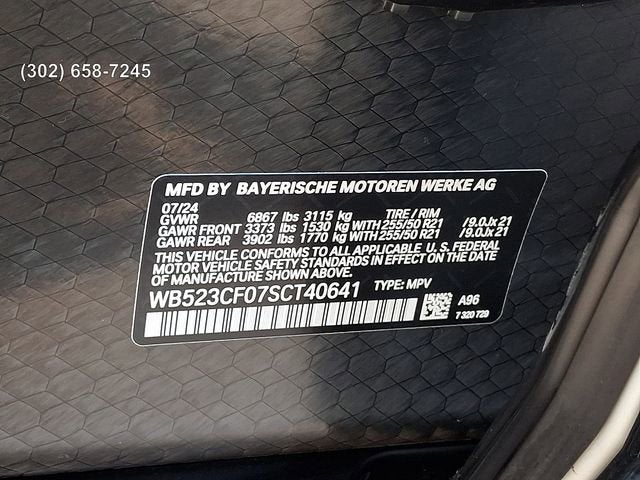 (302) 658-7245
MFD BY BAYERISCHE MOTOREN WERKE AG
07/24
GVWR 6867 lbs 3115 kg TIRE / RIM
GAWR FRONT 3373 lbs 1530 kg WITH 255/50 R21 /9.0Jx21
GAWR REAR 3902 lbs 1770 kg WITH 255/50 R21 /9.0Jx21
THIS VEHICLE CONFORMS TO ALL APPLICABLE U. S. FEDERAL
MOTOR VEHICLE SAFETY STANDARDS IN EFFECT ON THE DATE
OF MANUFACTURE SHOWN ABOVE.
WB523CF07SCT40641 TYPE: MPV
A96
7 320 729